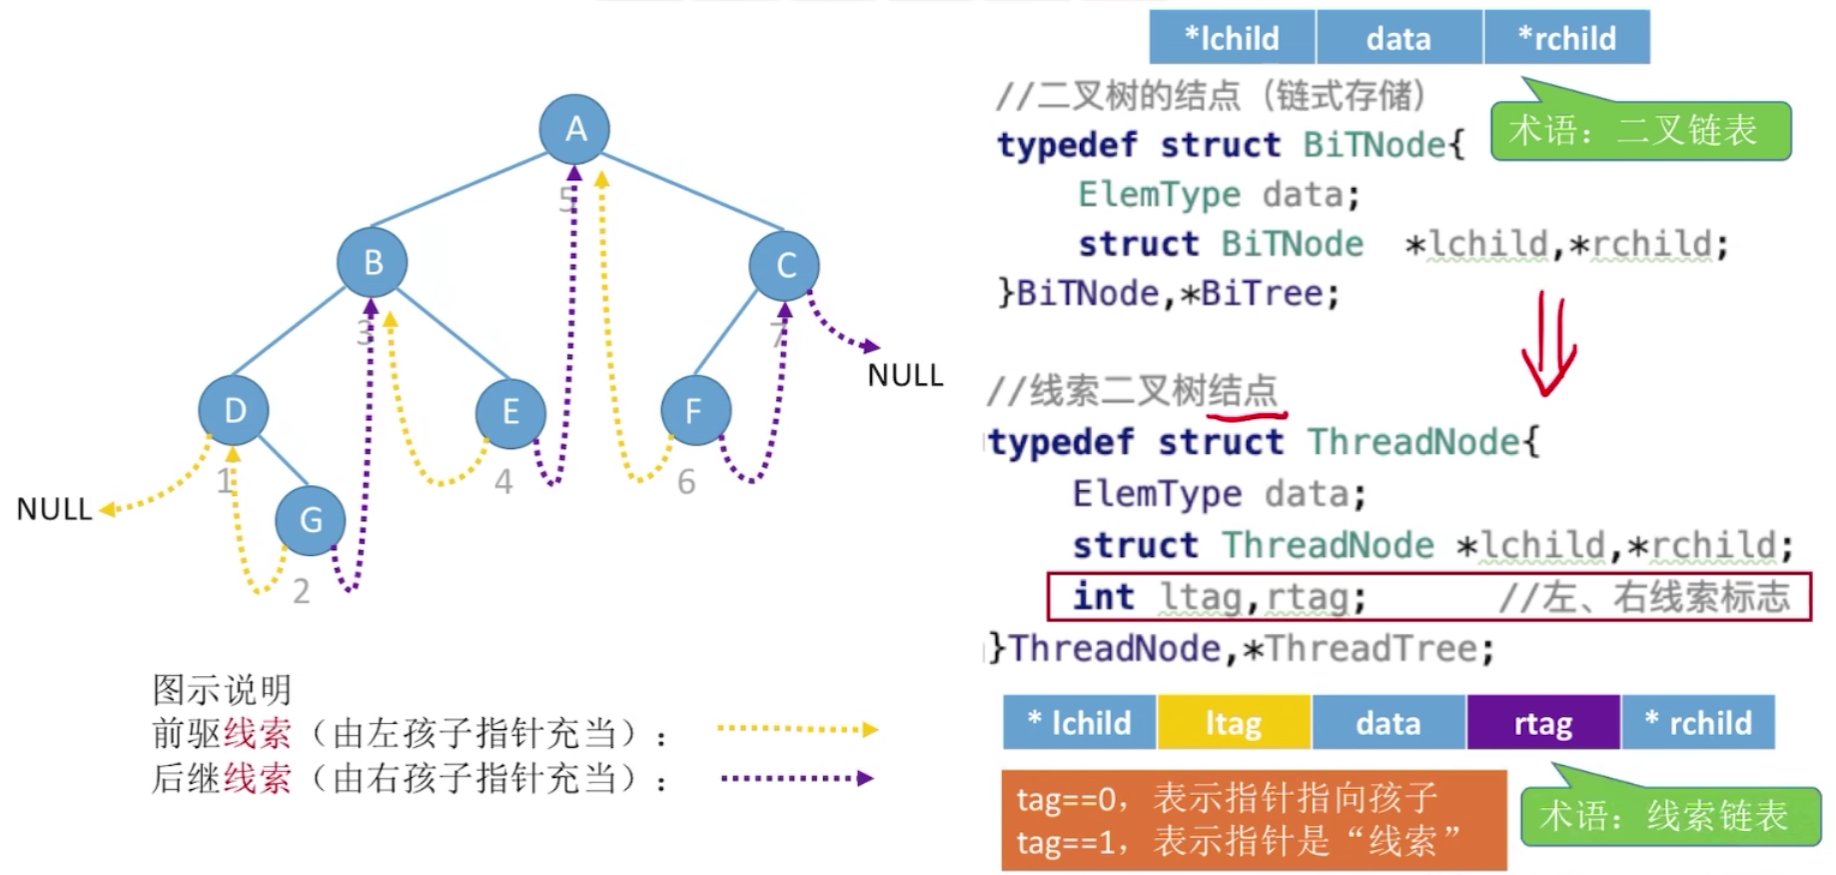 A
5
B
C
3
7
NULL
D
E
F
1
4
6
NULL
G
2
图示说明
前驱线索（由左孩子指针充当）：
后继线索（由右孩子指针充当）：
*lchild data *rchild
//二叉树的结点（链式存储）
术语：二叉链表
typedef struct BiTNode{
ElemType data;
struct BiTNode *lchild,*rchild;
}BiTNode,*BiTree;
//线索二叉树结点
typedef struct ThreadNode{
ElemType data;
struct ThreadNode *lchild,*rchild;
int ltag,rtag; //左、右线索标志
}ThreadNode,*ThreadTree;
* lchild ltag data rtag * rchild
tag==0，表示指针指向孩子
tag==1，表示指针是“线索”
术语：线索链表